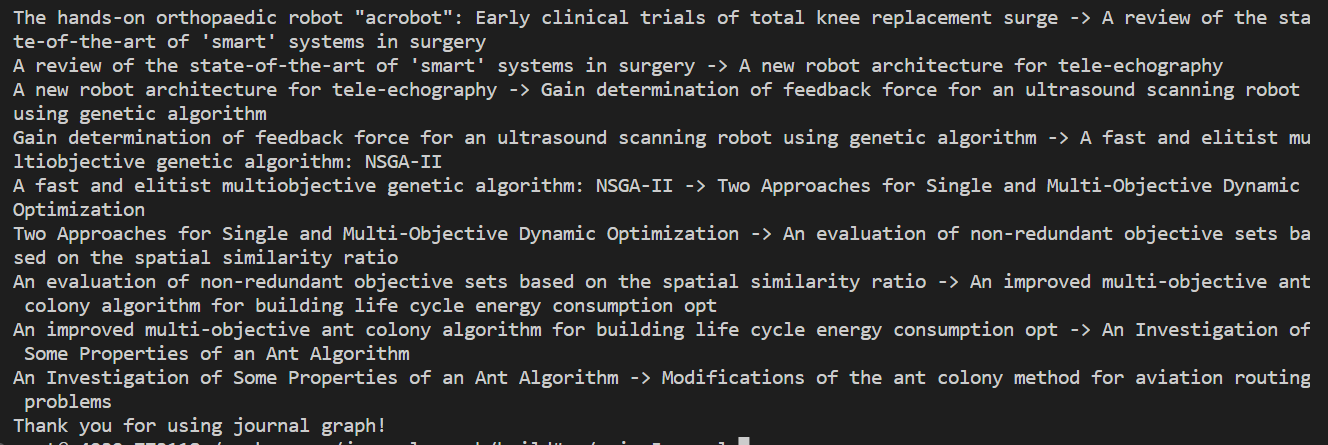 The hands-on orthopaedic robot "acrobot": Early clinical trials of total knee replacement surge -> A review of the sta
te-of-the-art of 'smart' systems in surgery
A review of the state-of-the-art of 'smart' systems in surgery -> A new robot architecture for tele-echography
A new robot architecture for tele-echography -> Gain determination of feedback force for an ultrasound scanning robot
using genetic algorithm
Gain determination of feedback force for an ultrasound scanning robot using genetic algorithm -> A fast and elitist mu
ltiobjective genetic algorithm: NSGA-II
A fast and elitist multiobjective genetic algorithm: NSGA-II -> Two Approaches for Single and Multi-Objective Dynamic
Optimization
Two Approaches for Single and Multi-Objective Dynamic Optimization -> An evaluation of non-redundant objective sets ba
sed on the spatial similarity ratio
An evaluation of non-redundant objective sets based on the spatial similarity ratio -> An improved multi-objective ant
 colony algorithm for building life cycle energy consumption opt
An improved multi-objective ant colony algorithm for building life cycle energy consumption opt -> An Investigation of
 Some Properties of an Ant Algorithm
An Investigation of Some Properties of an Ant Algorithm -> Modifications of the ant colony method for aviation routing
 problems
Thank you for using journal graph!